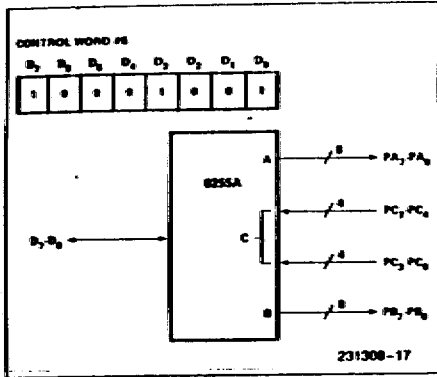 CONTROL WORD #5
D₇ D₆ D₅ D₄ D₃ D₂ D₁ D₀
1 0 0 0 1 0 0 1
8255A
A
8
PA₇-PA₀
4
PC₇-PC₄
D₇-D₀
C
4
PC₃-PC₀
B
8
PB₇-PB₀
231308-17